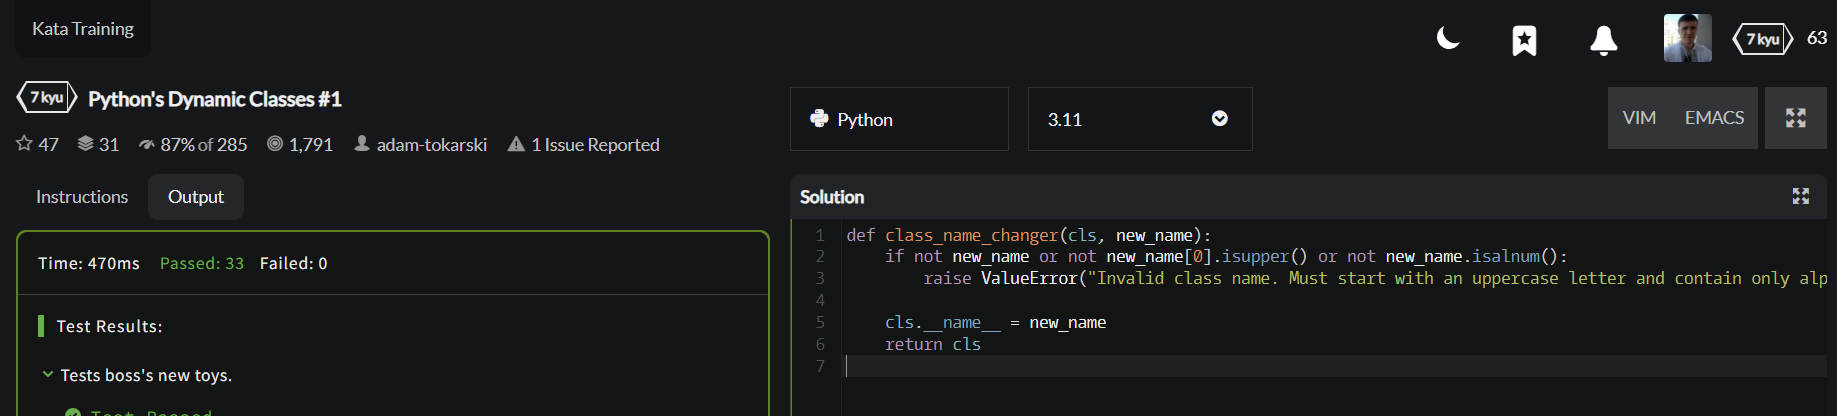 Kata Training
7 kyu 63
7 kyu Python's Dynamic Classes #1
47 31 87% of 285 1,791 adam-tokarski 1 Issue Reported
Python 3.11 VIM EMACS
Instructions Output
Time: 470ms Passed: 33 Failed: 0
Test Results:
Tests boss's new toys.
Test Passed
Solution
1 def class_name_changer(cls, new_name):
2 if not new_name or not new_name[0].isupper() or not new_name.isalnum():
3 raise ValueError("Invalid class name. Must start with an uppercase letter and contain only alp
4
5 cls.__name__ = new_name
6 return cls
7